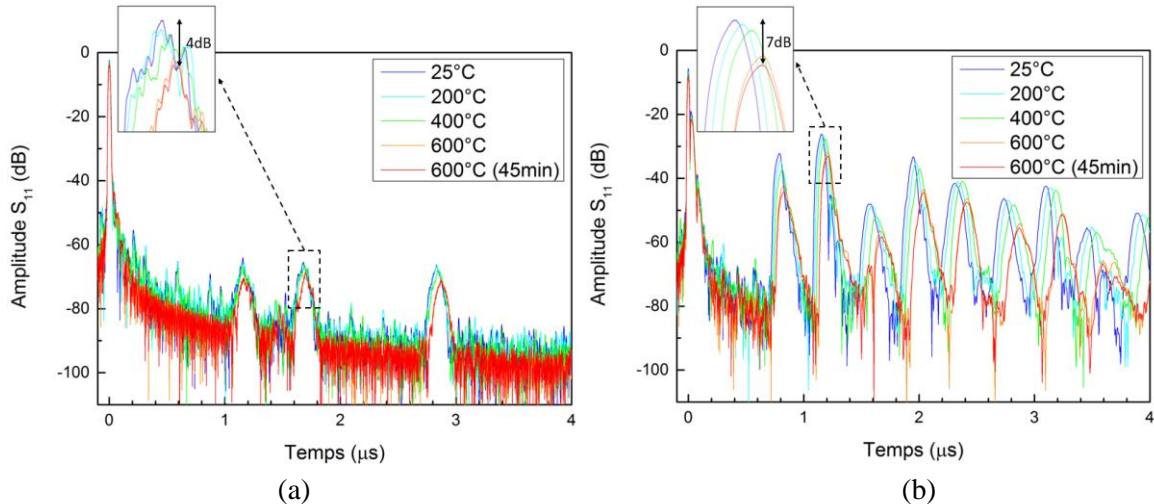 4dB
25°C
200°C
400°C
600°C
600°C (45min)
0
-20
-40
-60
-80
-100
Amplitude S11 (dB)
0
1
2
3
4
Temps (μs)
(a)
7dB
25°C
200°C
400°C
600°C
600°C (45min)
0
-20
-40
-60
-80
-100
Amplitude S11 (dB)
0
1
2
3
4
Temps (μs)
(b)